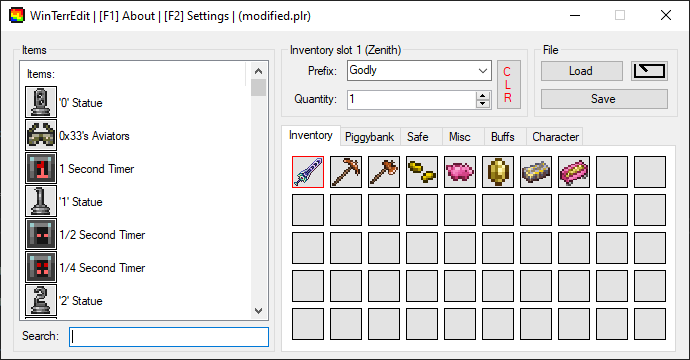 WinTerrEdit | [F1] About | [F2] Settings | (modified.plr)
Items
Items:
'0' Statue
0x33's Aviators
1 Second Timer
'1' Statue
1/2 Second Timer
1/4 Second Timer
'2' Statue
Search:
Inventory slot 1 (Zenith)
Prefix: Godly
Quantity: 1
C
L
R
File
Load
Save
Inventory Piggybank Safe Misc Buffs Character